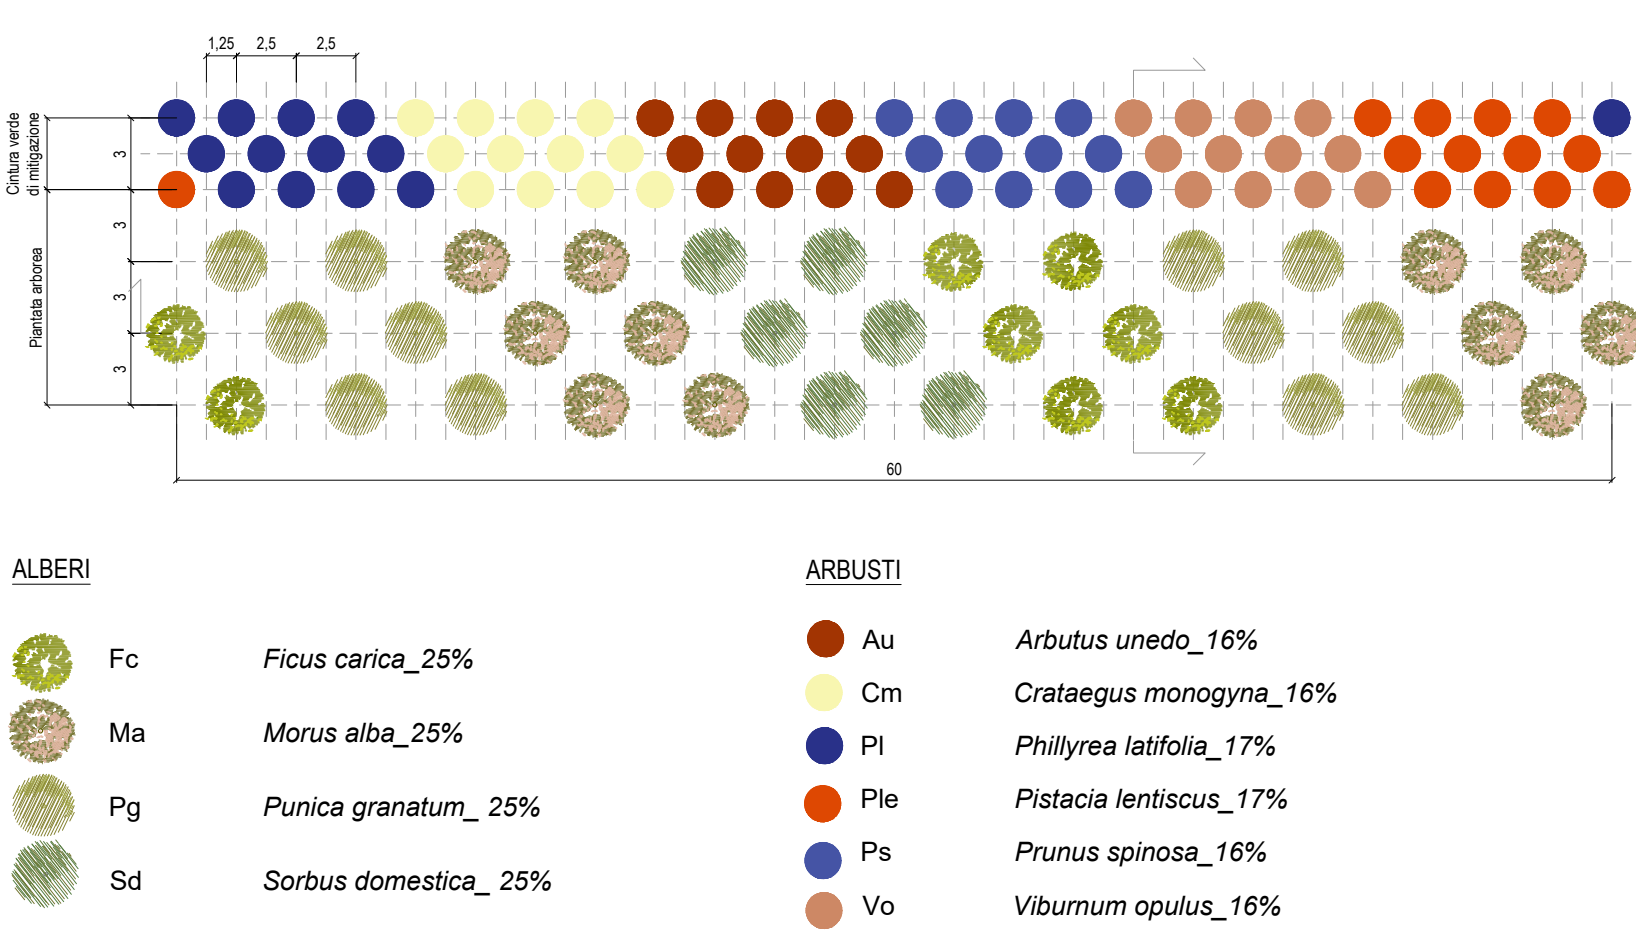 1,25 2,5 2,5
Cintura verde
di mitigazione
3
Piantata arborea
3
3
3
60
ALBERI
Fc Ficus carica_25%
Ma Morus alba_25%
Pg Punica granatum_ 25%
Sd Sorbus domestica_ 25%
ARBUSTI
Au Arbutus unedo_16%
Cm Crataegus monogyna_16%
Pl Phillyrea latifolia_17%
Ple Pistacia lentiscus_17%
Ps Prunus spinosa_16%
Vo Viburnum opulus_16%